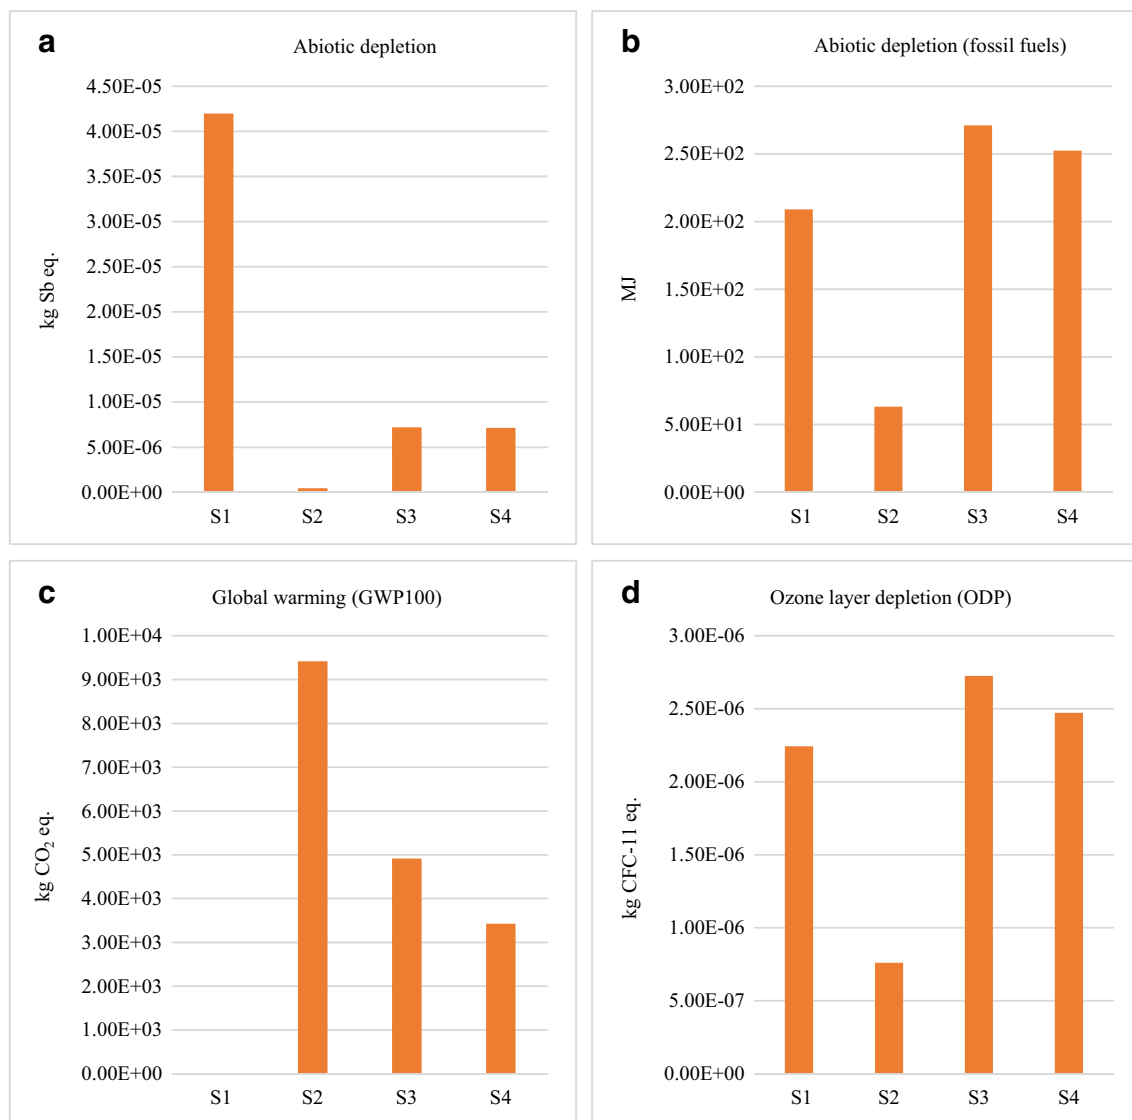 a
Abiotic depletion
4.50E-05
4.00E-05
3.50E-05
3.00E-05
2.50E-05
2.00E-05
1.50E-05
1.00E-05
5.00E-06
0.00E+00
kg Sb eq.
S1 S2 S3 S4
b
Abiotic depletion (fossil fuels)
3.00E+02
2.50E+02
2.00E+02
1.50E+02
1.00E+02
5.00E+01
0.00E+00
MJ
S1 S2 S3 S4
c
Global warming (GWP100)
1.00E+04
9.00E+03
8.00E+03
7.00E+03
6.00E+03
5.00E+03
4.00E+03
3.00E+03
2.00E+03
1.00E+03
0.00E+00
kg CO₂ eq.
S1 S2 S3 S4
d
Ozone layer depletion (ODP)
3.00E-06
2.50E-06
2.00E-06
1.50E-06
1.00E-06
5.00E-07
0.00E+00
kg CFC-11 eq.
S1 S2 S3 S4